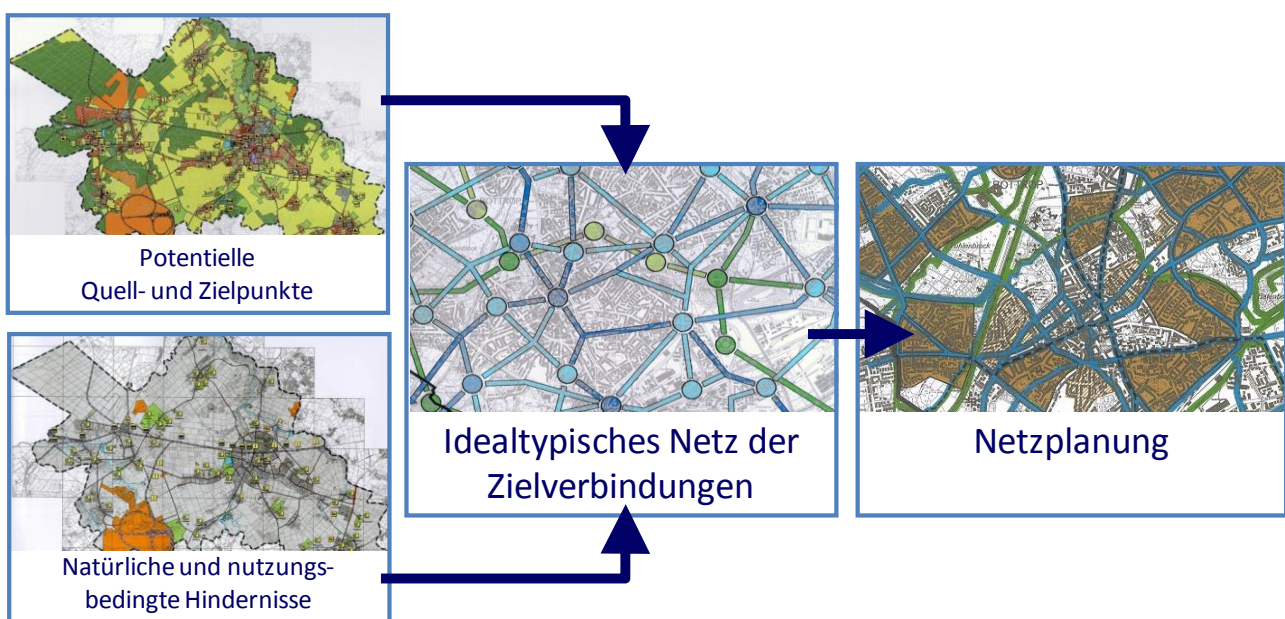 Potentielle
Quell- und Zielpunkte
Natürliche und nutzungs-
bedingte Hindernisse
Idealtypisches Netz der
Zielverbindungen
Netzplanung